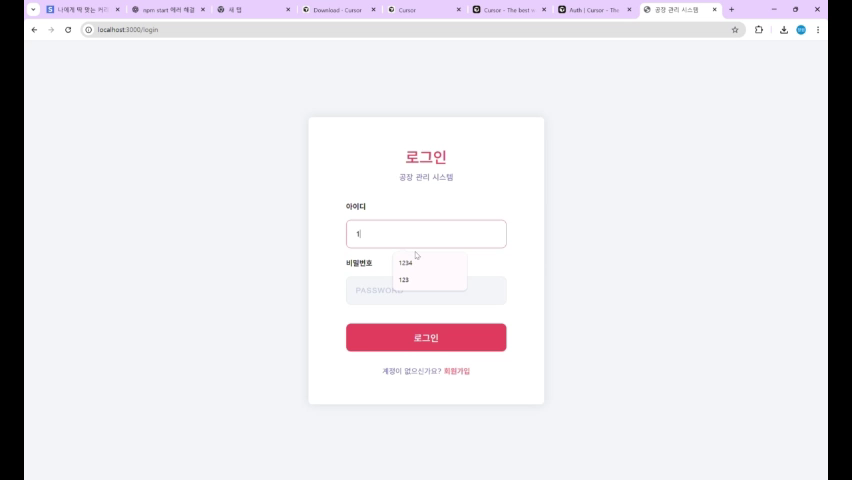 나에게 딱 맞는 커리
npm start 에러 해결
새 탭
Download · Cursor
Cursor
Cursor - The best w
Auth | Cursor - The
공장 관리 시스템
localhost:3000/login
로그인
공장 관리 시스템
아이디
1
1234
비밀번호
123
PASSWORD
로그인
계정이 없으신가요? 회원가입